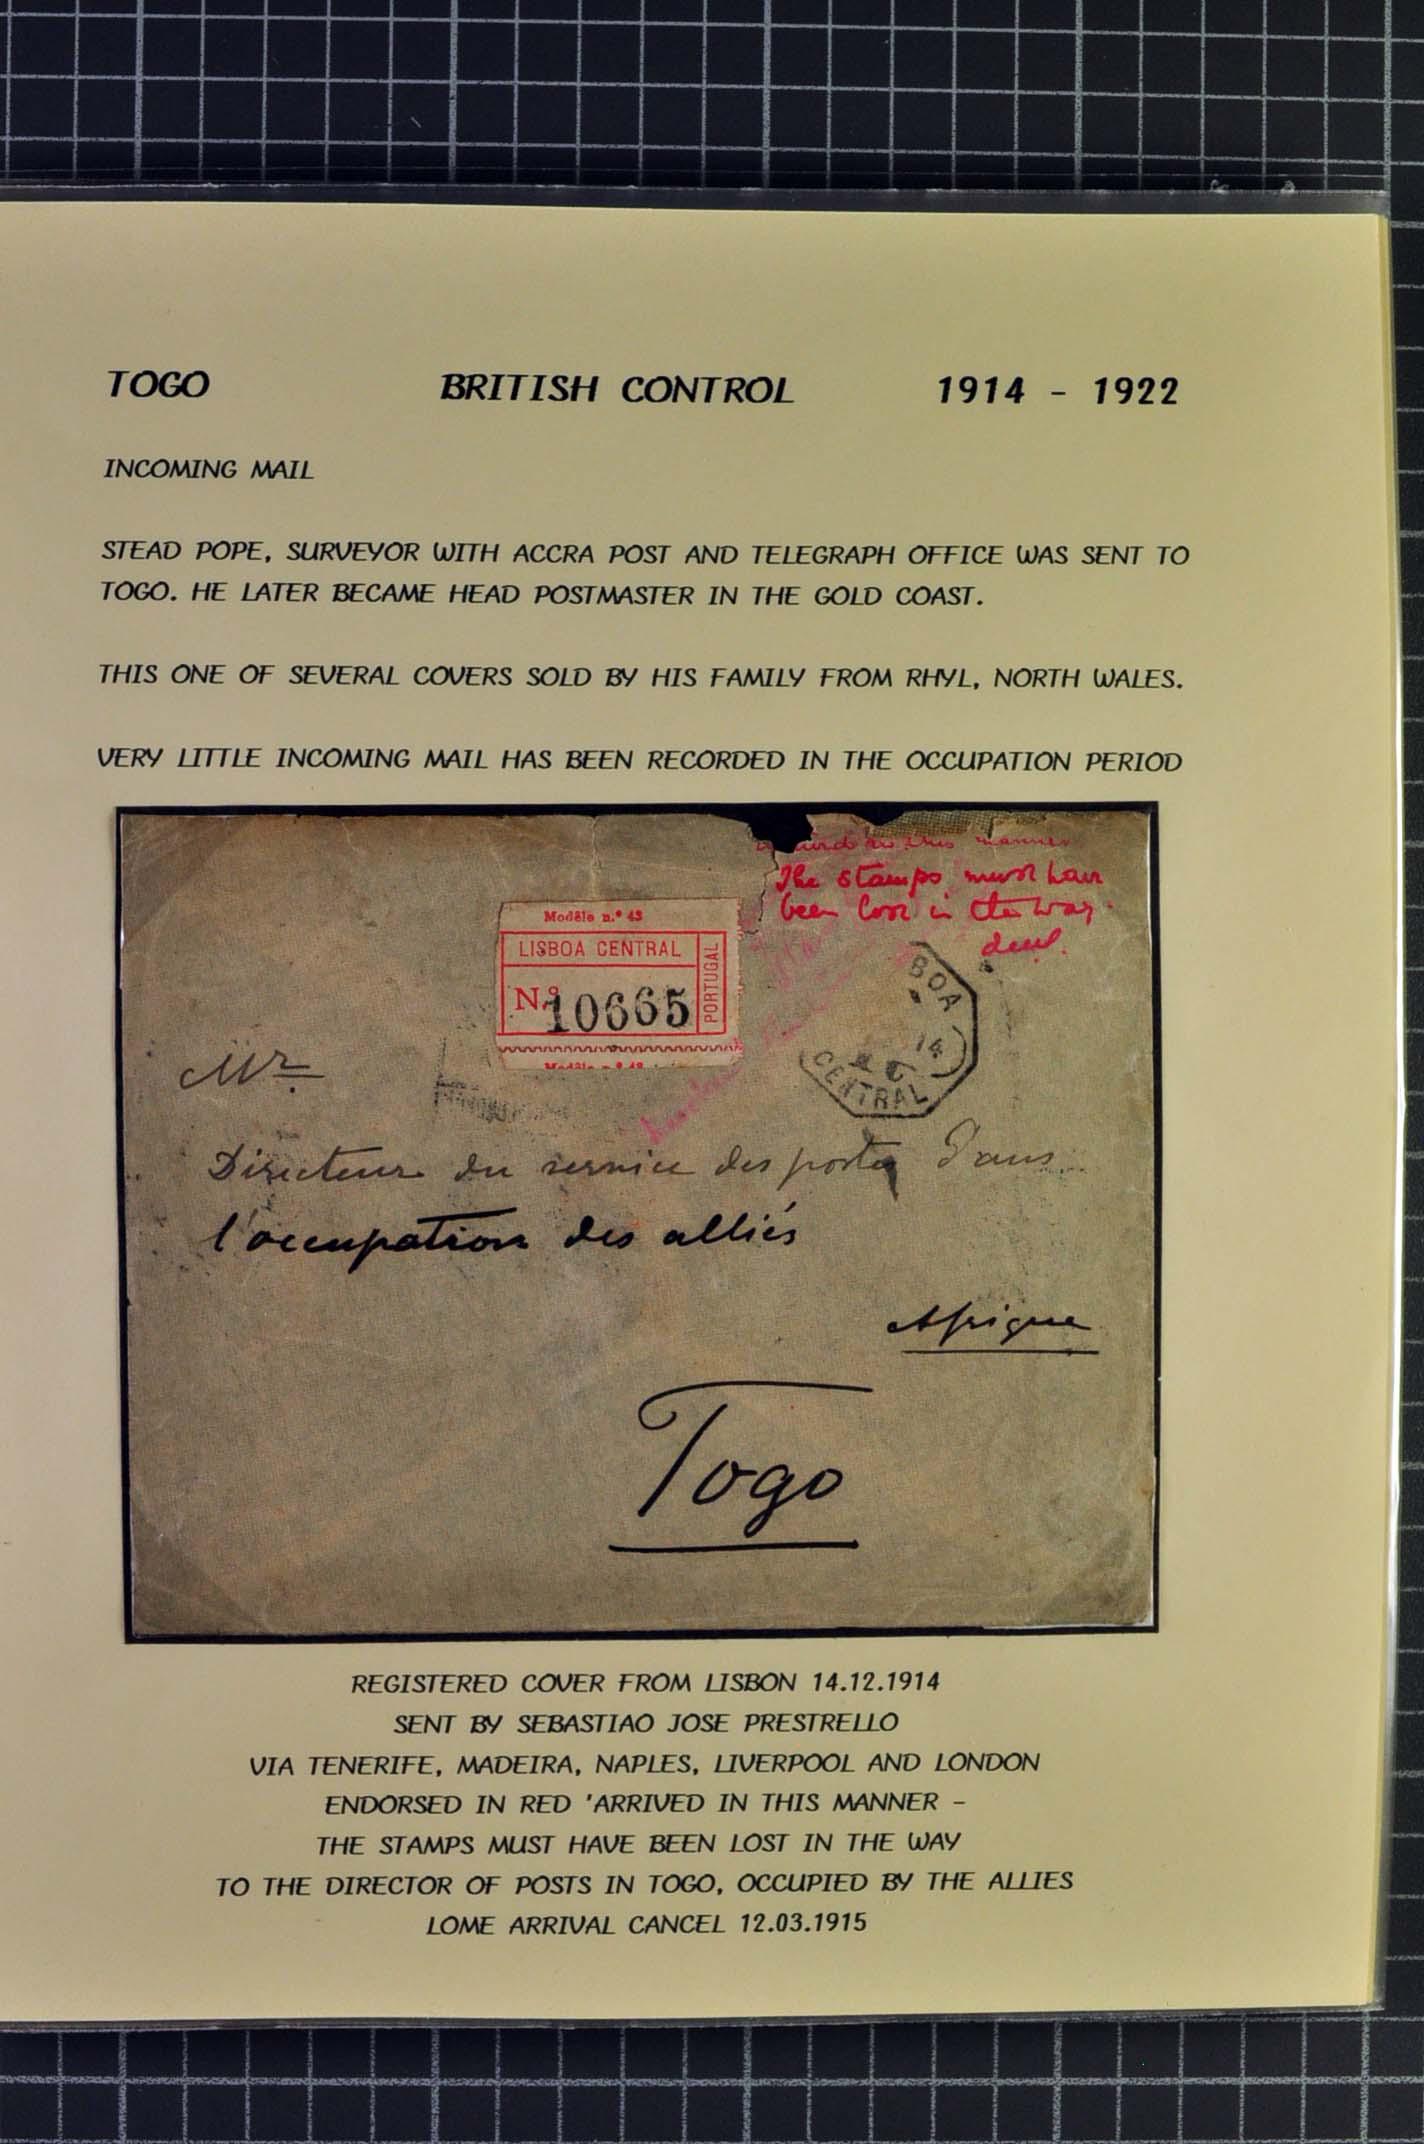 TOGO BRITISH CONTROL 1914 - 1922
INCOMING MAIL
STEAD POPE, SURVEYOR WITH ACCRA POST AND TELEGRAPH OFFICE WAS SENT TO
TOGO. HE LATER BECAME HEAD POSTMASTER IN THE GOLD COAST.
THIS ONE OF SEVERAL COVERS SOLD BY HIS FAMILY FROM RHYL, NORTH WALES.
VERY LITTLE INCOMING MAIL HAS BEEN RECORDED IN THE OCCUPATION PERIOD
in this manner
The stamps must have
been lost in the way
Modèle n.º 43
LISBOA CENTRAL
PORTUGAL
N.º 10665
Modèle n.º 43
BOA
14
CENTRAL
Mr.
Directeur du service des postes Dans
l'occupation des alliés
Afrique
Togo
REGISTERED COVER FROM LISBON 14.12.1914
SENT BY SEBASTIAO JOSE PRESTRELLO
VIA TENERIFE, MADEIRA, NAPLES, LIVERPOOL AND LONDON
ENDORSED IN RED 'ARRIVED IN THIS MANNER -
THE STAMPS MUST HAVE BEEN LOST IN THE WAY
TO THE DIRECTOR OF POSTS IN TOGO, OCCUPIED BY THE ALLIES
LOME ARRIVAL CANCEL 12.03.1915